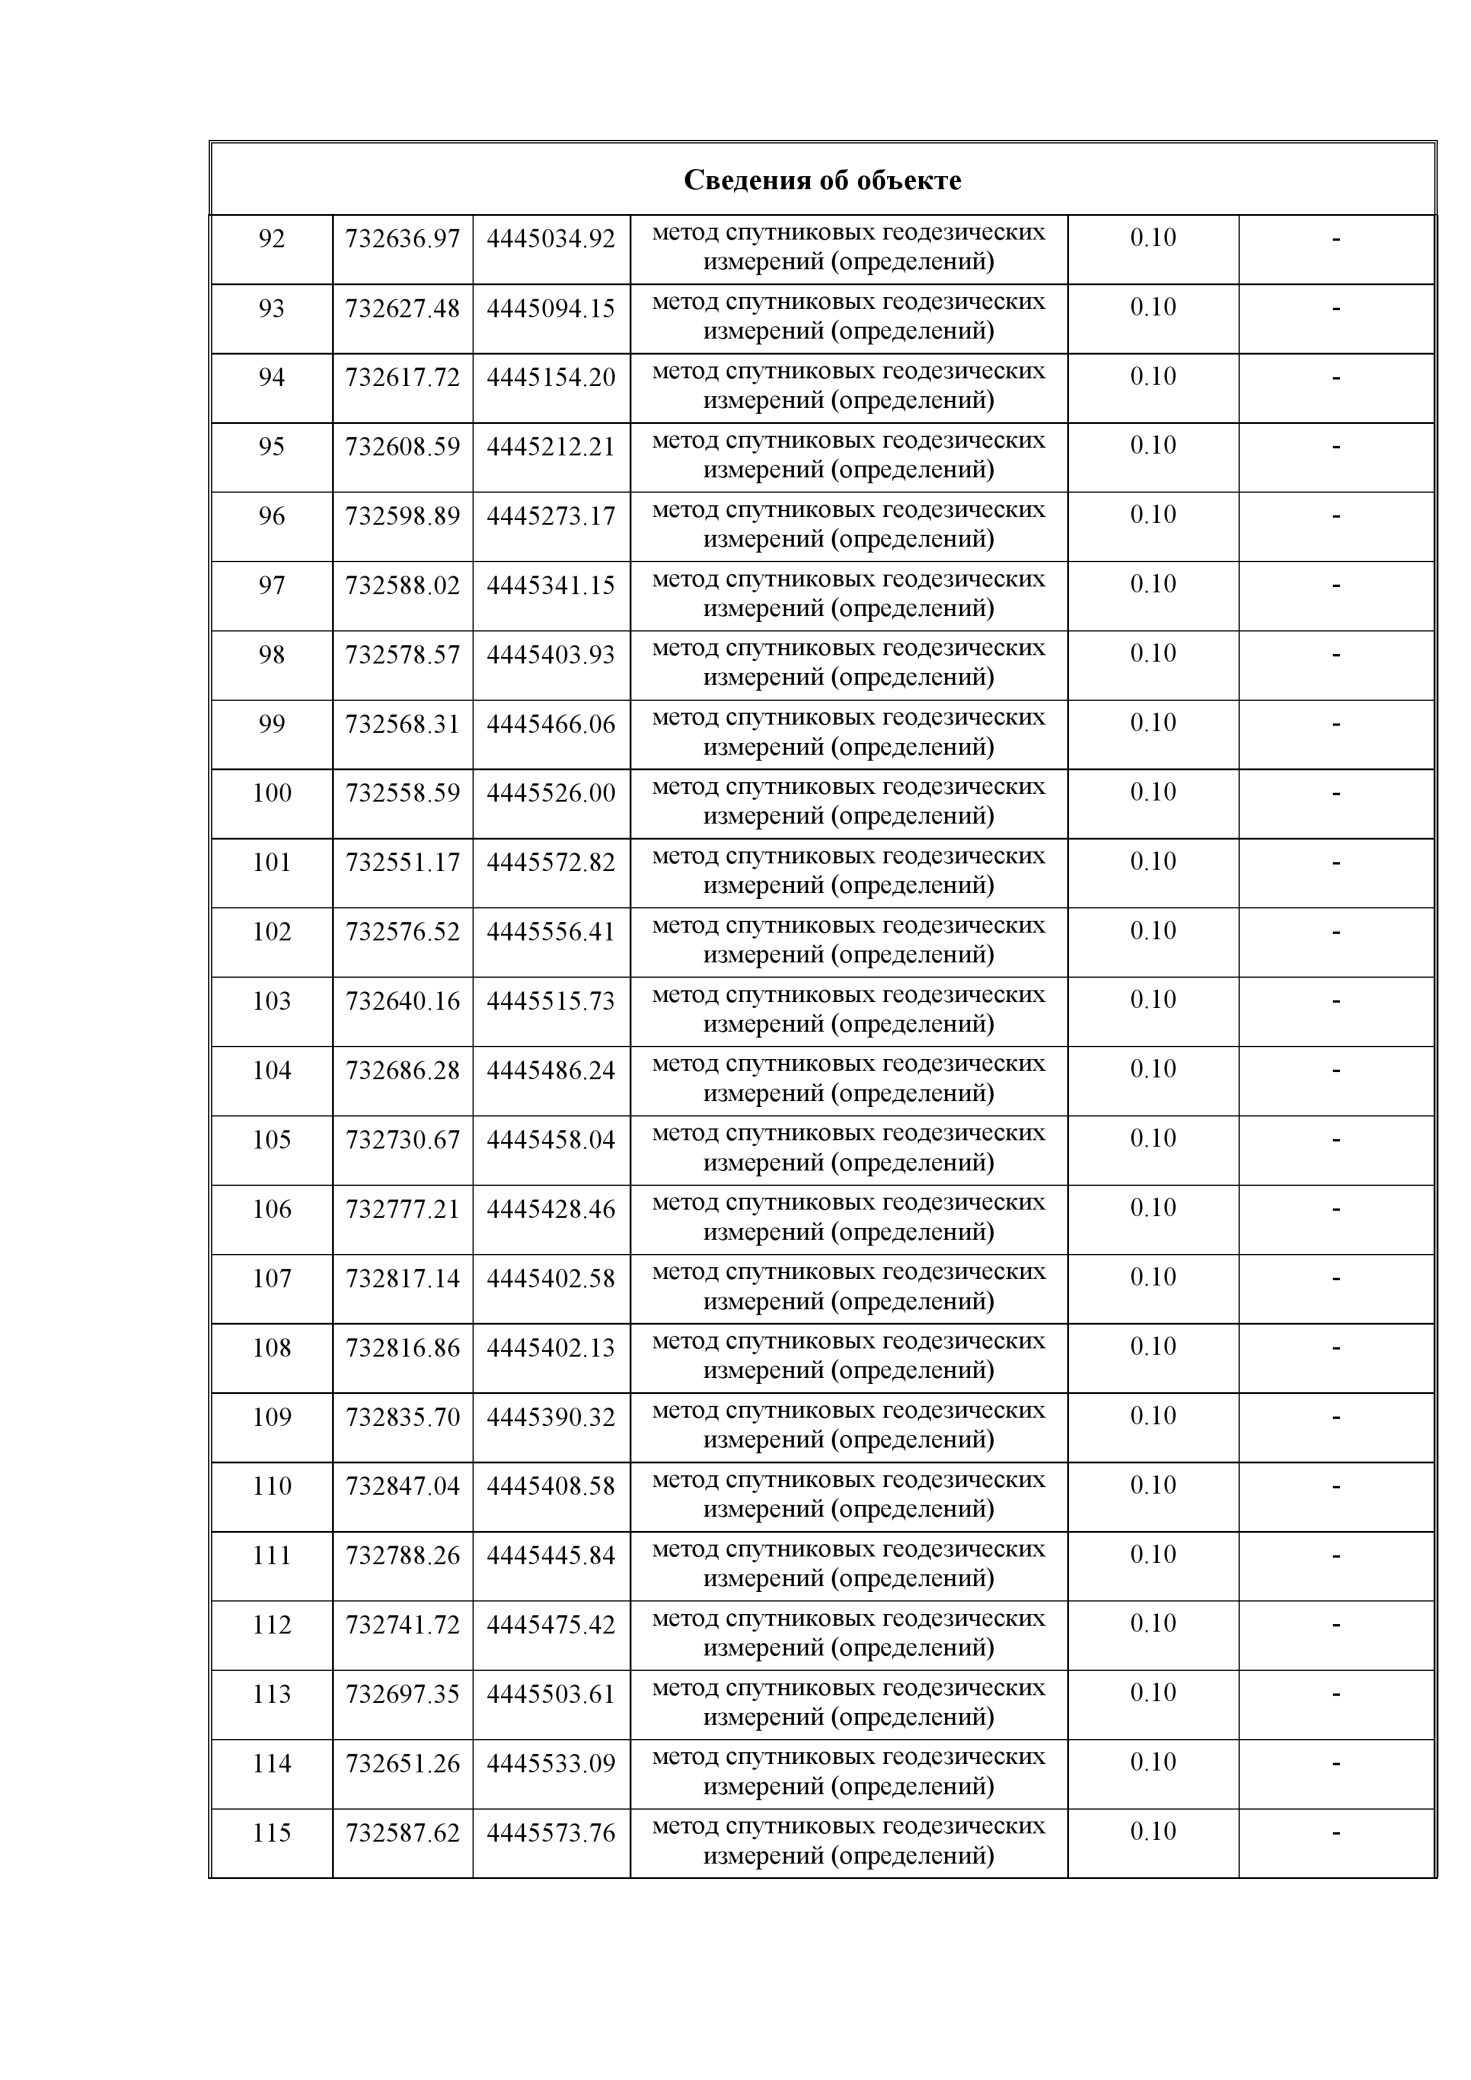 Сведения об объекте
92 732636.97 4445034.92 метод спутниковых геодезических измерений (определений) 0.10 -
93 732627.48 4445094.15 метод спутниковых геодезических измерений (определений) 0.10 -
94 732617.72 4445154.20 метод спутниковых геодезических измерений (определений) 0.10 -
95 732608.59 4445212.21 метод спутниковых геодезических измерений (определений) 0.10 -
96 732598.89 4445273.17 метод спутниковых геодезических измерений (определений) 0.10 -
97 732588.02 4445341.15 метод спутниковых геодезических измерений (определений) 0.10 -
98 732578.57 4445403.93 метод спутниковых геодезических измерений (определений) 0.10 -
99 732568.31 4445466.06 метод спутниковых геодезических измерений (определений) 0.10 -
100 732558.59 4445526.00 метод спутниковых геодезических измерений (определений) 0.10 -
101 732551.17 4445572.82 метод спутниковых геодезических измерений (определений) 0.10 -
102 732576.52 4445556.41 метод спутниковых геодезических измерений (определений) 0.10 -
103 732640.16 4445515.73 метод спутниковых геодезических измерений (определений) 0.10 -
104 732686.28 4445486.24 метод спутниковых геодезических измерений (определений) 0.10 -
105 732730.67 4445458.04 метод спутниковых геодезических измерений (определений) 0.10 -
106 732777.21 4445428.46 метод спутниковых геодезических измерений (определений) 0.10 -
107 732817.14 4445402.58 метод спутниковых геодезических измерений (определений) 0.10 -
108 732816.86 4445402.13 метод спутниковых геодезических измерений (определений) 0.10 -
109 732835.70 4445390.32 метод спутниковых геодезических измерений (определений) 0.10 -
110 732847.04 4445408.58 метод спутниковых геодезических измерений (определений) 0.10 -
111 732788.26 4445445.84 метод спутниковых геодезических измерений (определений) 0.10 -
112 732741.72 4445475.42 метод спутниковых геодезических измерений (определений) 0.10 -
113 732697.35 4445503.61 метод спутниковых геодезических измерений (определений) 0.10 -
114 732651.26 4445533.09 метод спутниковых геодезических измерений (определений) 0.10 -
115 732587.62 4445573.76 метод спутниковых геодезических измерений (определений) 0.10 -